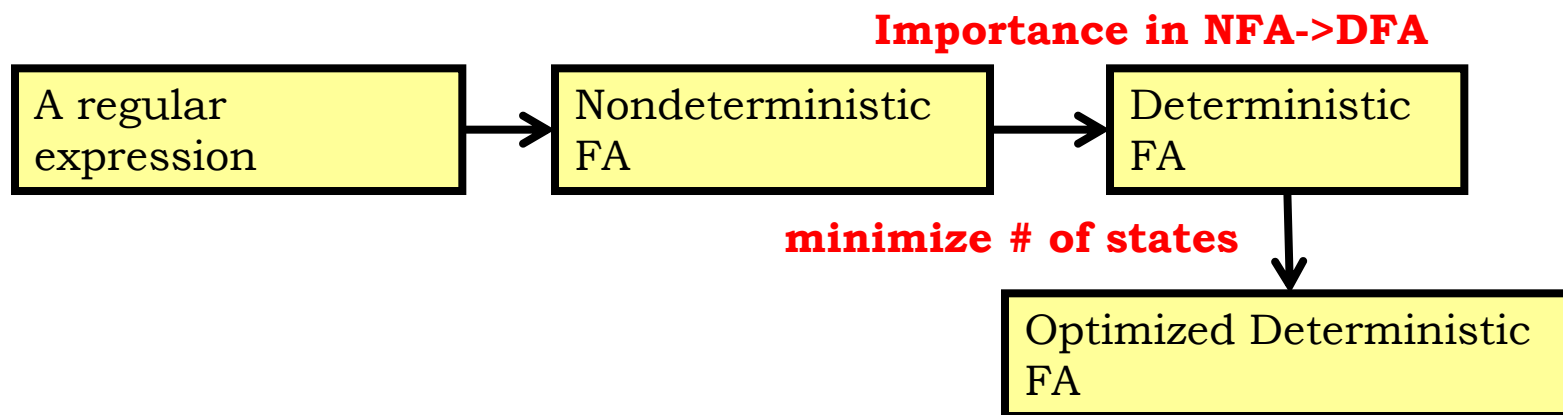 Importance in NFA->DFA
A regular
expression
Nondeterministic
FA
Deterministic
FA
minimize # of states
Optimized Deterministic
FA